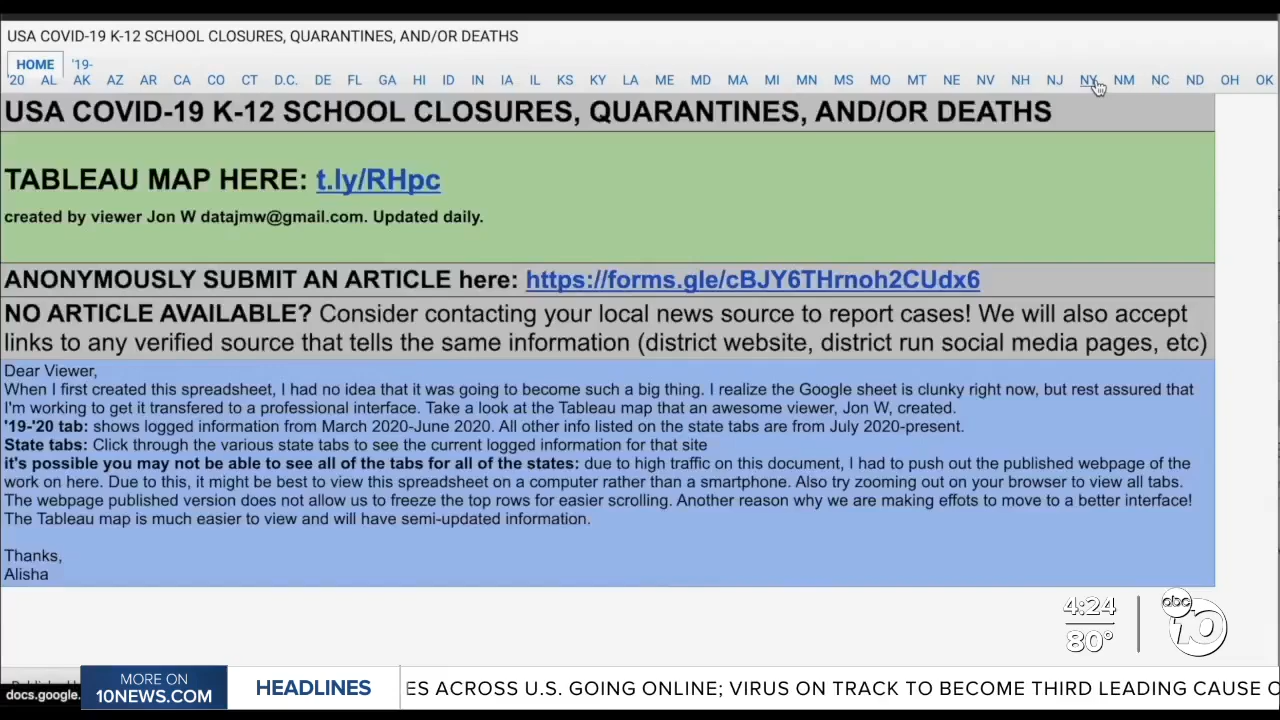 USA COVID-19 K-12 SCHOOL CLOSURES, QUARANTINES, AND/OR DEATHS
HOME '19-
'20 AL AK AZ AR CA CO CT D.C. DE FL GA HI ID IN IA IL KS KY LA ME MD MA MI MN MS MO MT NE NV NH NJ NY NM NC ND OH OK
USA COVID-19 K-12 SCHOOL CLOSURES, QUARANTINES, AND/OR DEATHS
TABLEAU MAP HERE: t.ly/RHpc
created by viewer Jon W datajmw@gmail.com. Updated daily.
ANONYMOUSLY SUBMIT AN ARTICLE here: https://forms.gle/cBJY6THrnoh2CUdx6
NO ARTICLE AVAILABLE? Consider contacting your local news source to report cases! We will also accept
links to any verified source that tells the same information (district website, district run social media pages, etc)
Dear Viewer,
When I first created this spreadsheet, I had no idea that it was going to become such a big thing. I realize the Google sheet is clunky right now, but rest assured that
I'm working to get it transfered to a professional interface. Take a look at the Tableau map that an awesome viewer, Jon W, created.
'19-'20 tab: shows logged information from March 2020-June 2020. All other info listed on the state tabs are from July 2020-present.
State tabs: Click through the various state tabs to see the current logged information for that site
it's possible you may not be able to see all of the tabs for all of the states: due to high traffic on this document, I had to push out the published webpage of the
work on here. Due to this, it might be best to view this spreadsheet on a computer rather than a smartphone. Also try zooming out on your browser to view all tabs.
The webpage published version does not allow us to freeze the top rows for easier scrolling. Another reason why we are making effots to move to a better interface!
The Tableau map is much easier to view and will have semi-updated information.
Thanks,
Alisha
4:24
80°
abc
10
docs.google.
MORE ON
10NEWS.COM
HEADLINES
ES ACROSS U.S. GOING ONLINE; VIRUS ON TRACK TO BECOME THIRD LEADING CAUSE